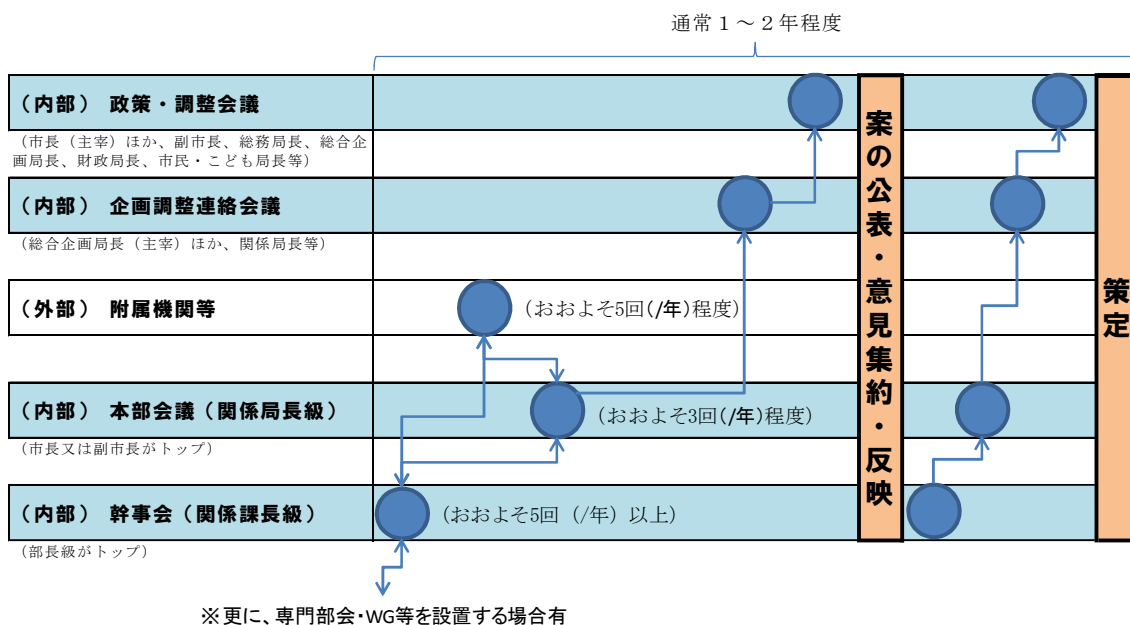 通常１～２年程度
（内部） 政策・調整会議
（市長（主宰）ほか、副市長、総務局長、総合企
画局長、財政局長、市民・こども局長等）
（内部） 企画調整連絡会議
（総合企画局長（主宰）ほか、関係局長等）
（外部） 附属機関等
（おおよそ5回(/年)程度）
（内部） 本部会議（関係局長級）
（おおよそ3回(/年)程度）
（市長又は副市長がトップ）
（内部） 幹事会（関係課長級）
（おおよそ5回（/年）以上）
（部長級がトップ）
※更に、専門部会・WG等を設置する場合有
案の公表・意見集約・反映
策定